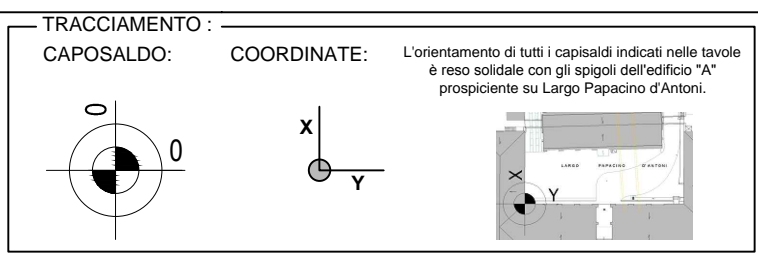 TRACCIAMENTO :
CAPOSALDO:
COORDINATE:
L'orientamento di tutti i capisaldi indicati nelle tavole
è reso solidale con gli spigoli dell'edificio "A"
prospiciente su Largo Papacino d'Antoni.
0
0
X
Y
LARGO PAPACINO D'ANTONI
X
Y